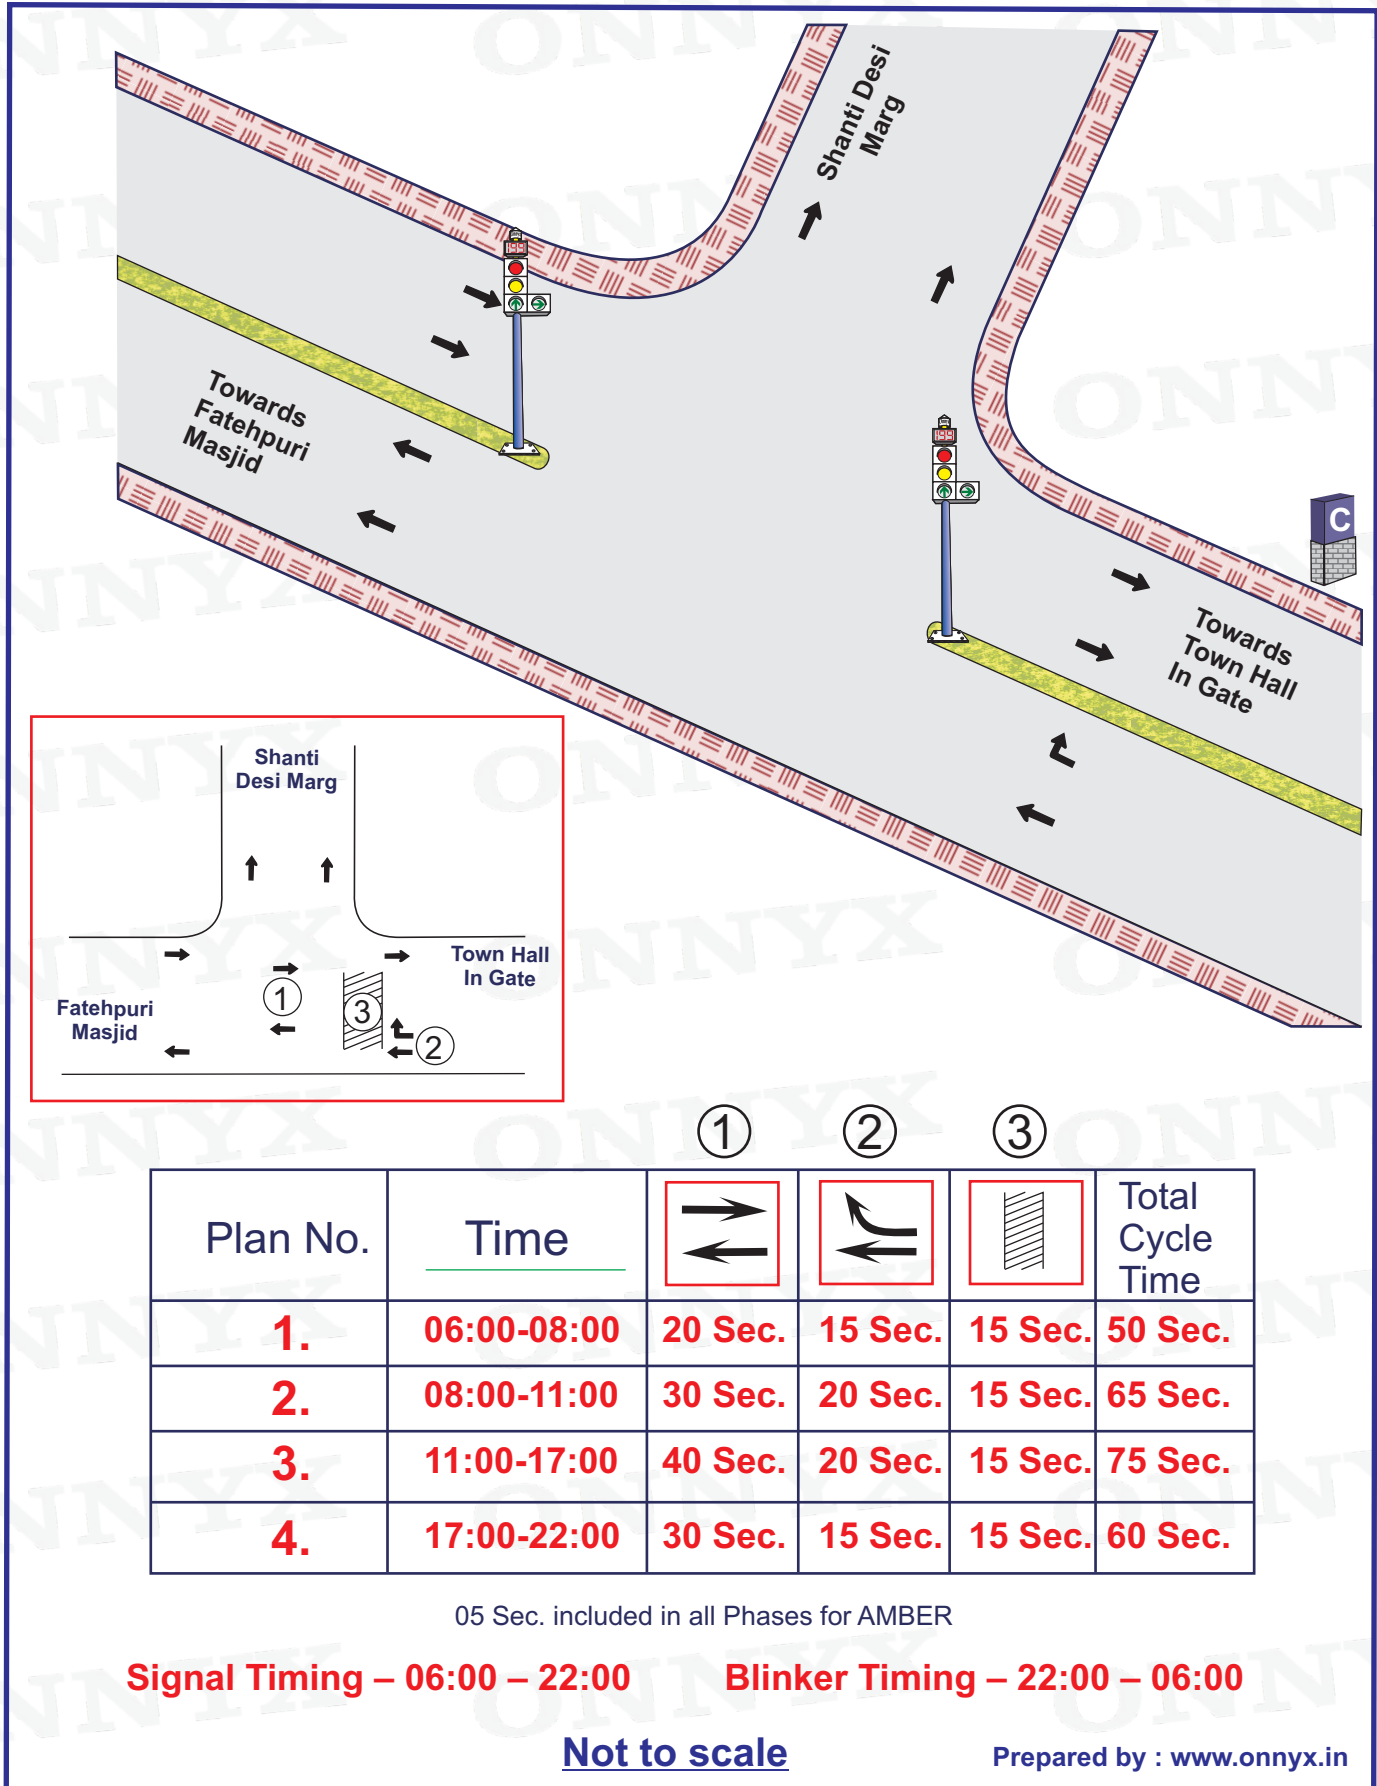 ONNYX
Shanti Desi
Marg
199
Towards
Fatehpuri
Masjid
199
C
Towards
Town Hall
In Gate
Shanti
Desi Marg
Town Hall
In Gate
Fatehpuri
Masjid
1
3
2
1 2 3
Plan No. Time Total
Cycle
Time
1. 06:00-08:00 20 Sec. 15 Sec. 15 Sec. 50 Sec.
2. 08:00-11:00 30 Sec. 20 Sec. 15 Sec. 65 Sec.
3. 11:00-17:00 40 Sec. 20 Sec. 15 Sec. 75 Sec.
4. 17:00-22:00 30 Sec. 15 Sec. 15 Sec. 60 Sec.
05 Sec. included in all Phases for AMBER
Signal Timing – 06:00 – 22:00 Blinker Timing – 22:00 – 06:00
Not to scale
Prepared by : www.onnyx.in